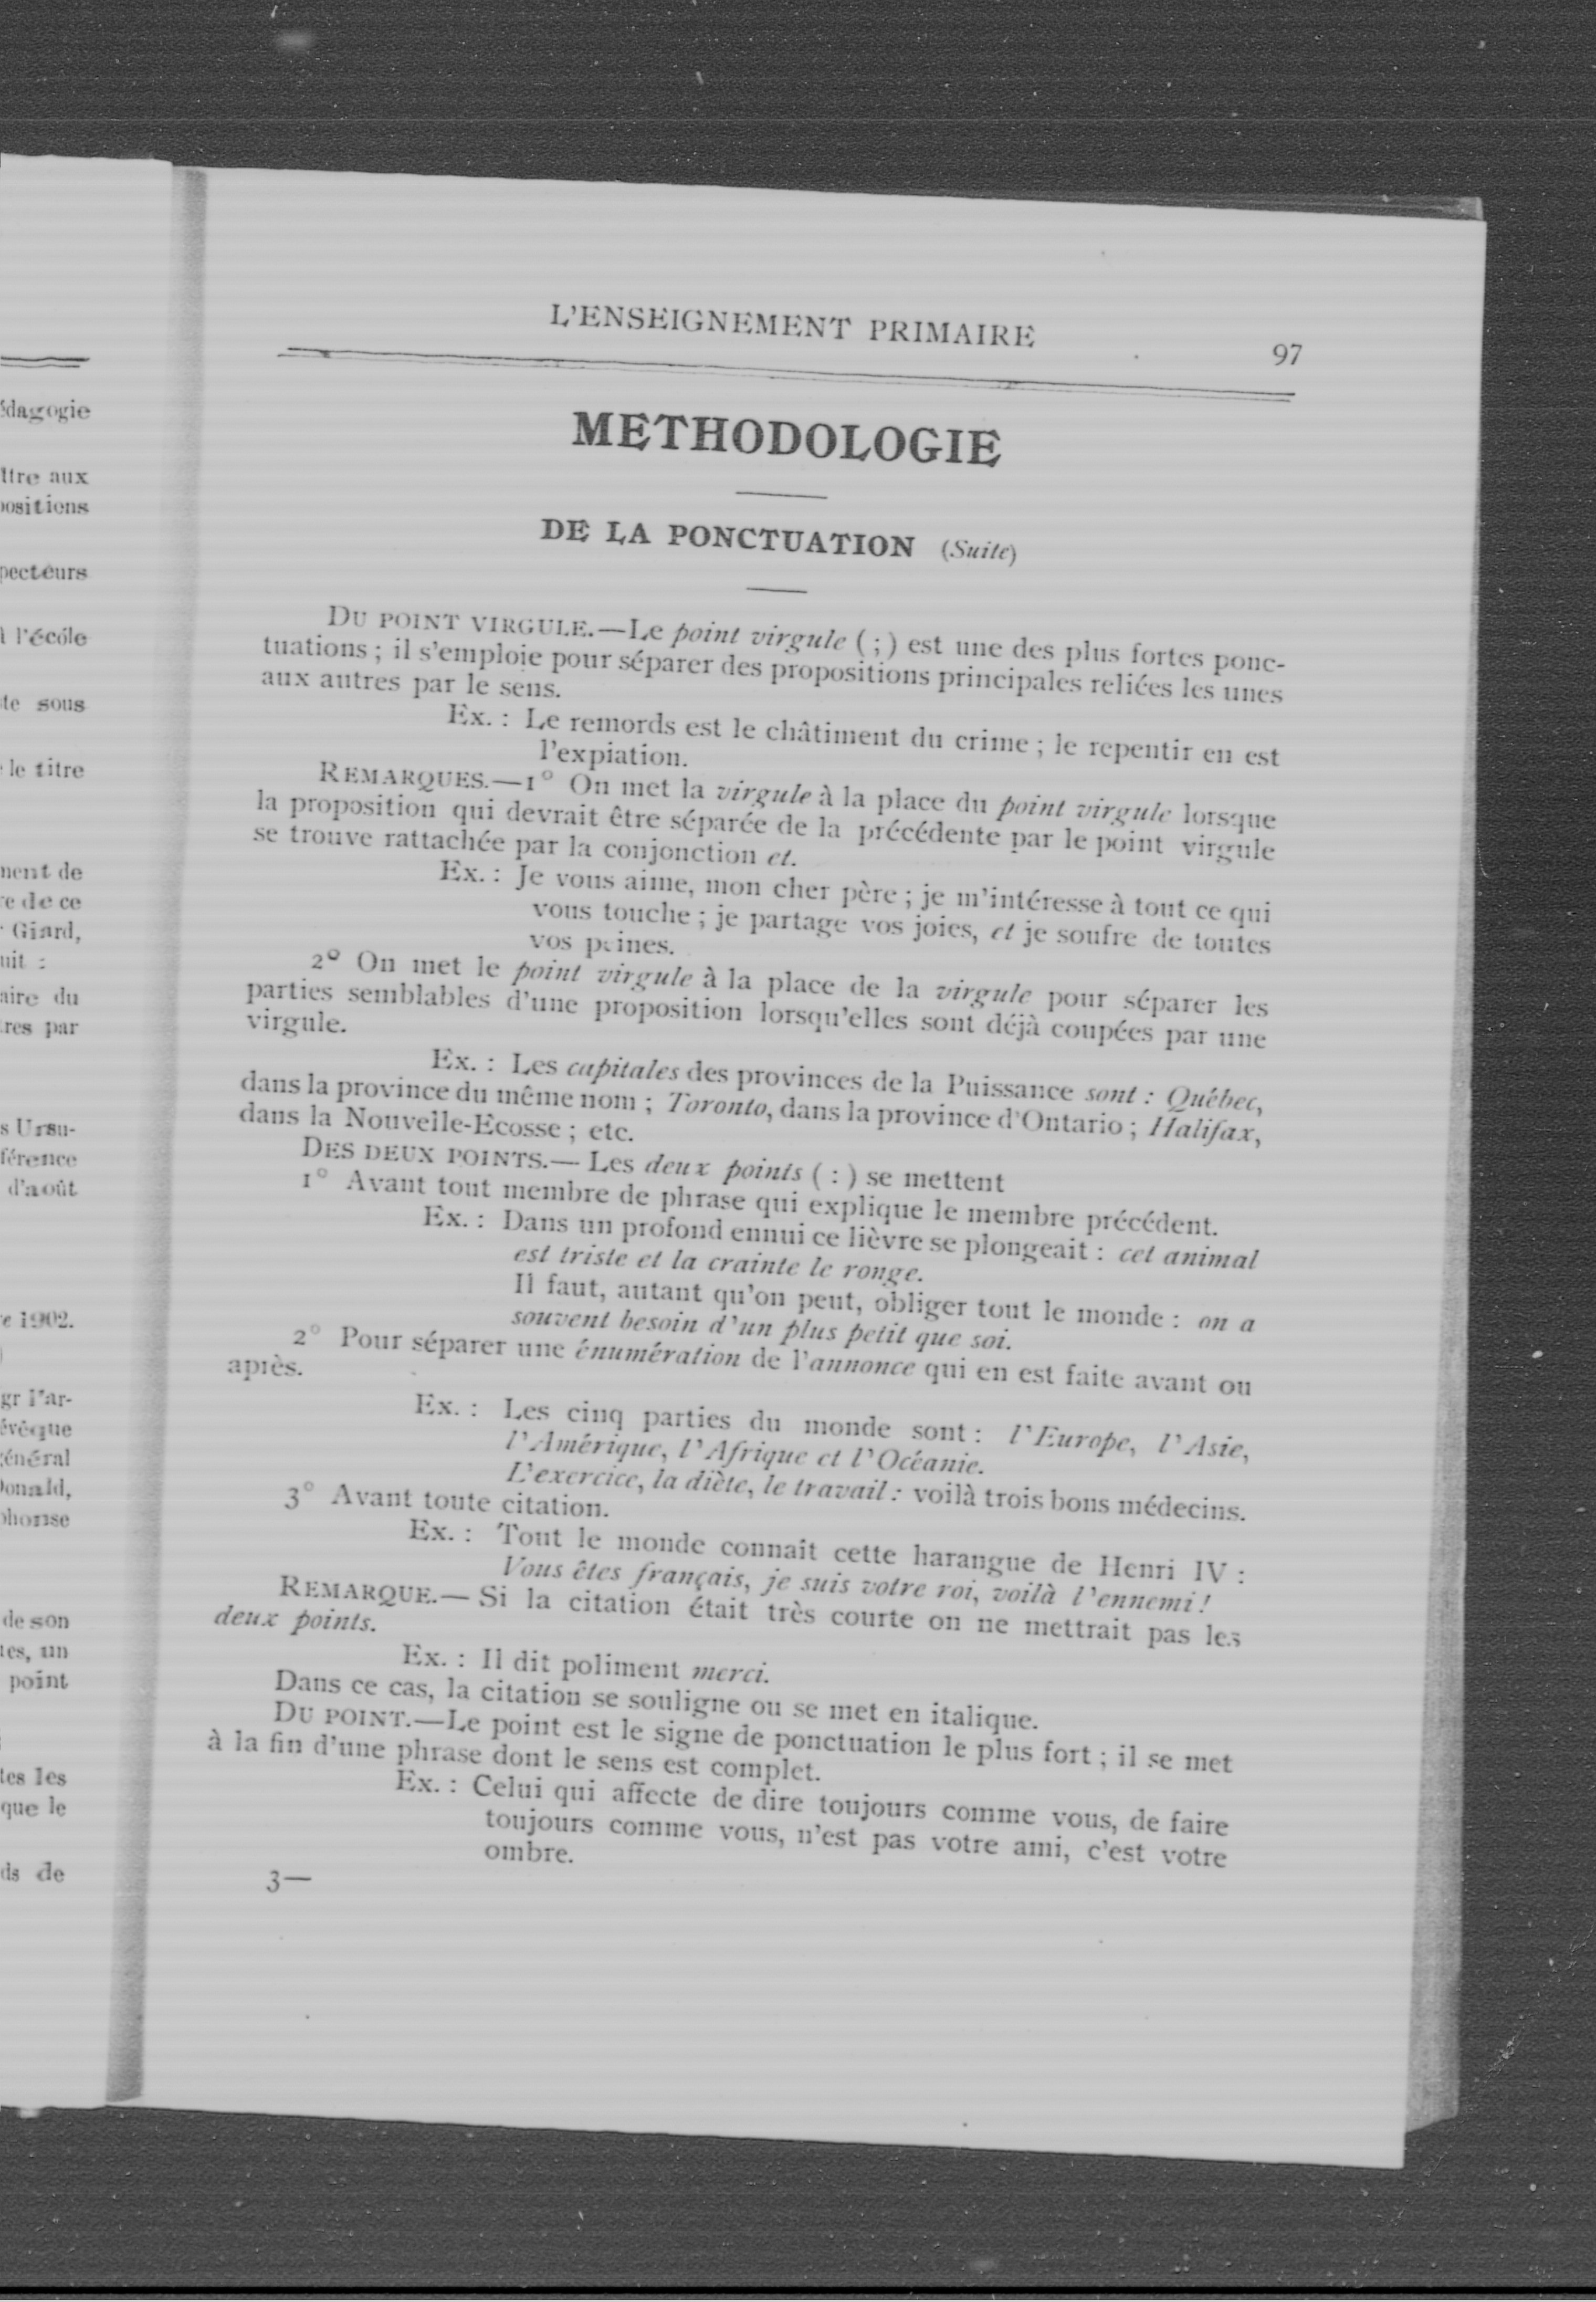 L'ENSEIGNEMENT PRIMAIRE
97
METHODOLOGIE
DE LA PONCTUATION (Suite)
DU POINT VIRGULE.—Le point virgule ( ; ) est une des plus fortes ponc-
tuations ; il s'emploie pour séparer des propositions principales reliées les unes
aux autres par le sens.
Ex. : Le remords est le châtiment du crime ; le repentir en est
l'expiation.
REMARQUES.—1° On met la virgule à la place du point virgule lorsque
la proposition qui devrait être séparée de la précédente par le point virgule
se trouve rattachée par la conjonction et.
Ex. : Je vous aime, mon cher père ; je m'intéresse à tout ce qui
vous touche ; je partage vos joies, et je soufre de toutes
vos peines.
2° On met le point virgule à la place de la virgule pour séparer les
parties semblables d'une proposition lorsqu'elles sont déjà coupées par une
virgule.
Ex. : Les capitales des provinces de la Puissance sont : Québec,
dans la province du même nom ; Toronto, dans la province d'Ontario ; Halifax,
dans la Nouvelle-Ecosse ; etc.
DES DEUX POINTS.— Les deux points ( : ) se mettent
1° Avant tout membre de phrase qui explique le membre précédent.
Ex. : Dans un profond ennui ce lièvre se plongeait : cet animal
est triste et la crainte le ronge.
Il faut, autant qu'on peut, obliger tout le monde : on a
souvent besoin d'un plus petit que soi.
2° Pour séparer une énumération de l'annonce qui en est faite avant ou
après.
Ex. : Les cinq parties du monde sont : l'Europe, l'Asie,
l'Amérique, l'Afrique et l'Océanie.
L'exercice, la diète, le travail : voilà trois bons médecins.
3° Avant toute citation.
Ex. : Tout le monde connaît cette harangue de Henri IV :
Vous êtes français, je suis votre roi, voilà l'ennemi !
REMARQUE.— Si la citation était très courte on ne mettrait pas les
deux points.
Ex. : Il dit poliment merci.
Dans ce cas, la citation se souligne ou se met en italique.
DU POINT.—Le point est le signe de ponctuation le plus fort ; il se met
à la fin d'une phrase dont le sens est complet.
Ex. : Celui qui affecte de dire toujours comme vous, de faire
toujours comme vous, n'est pas votre ami, c'est votre
ombre.
3—